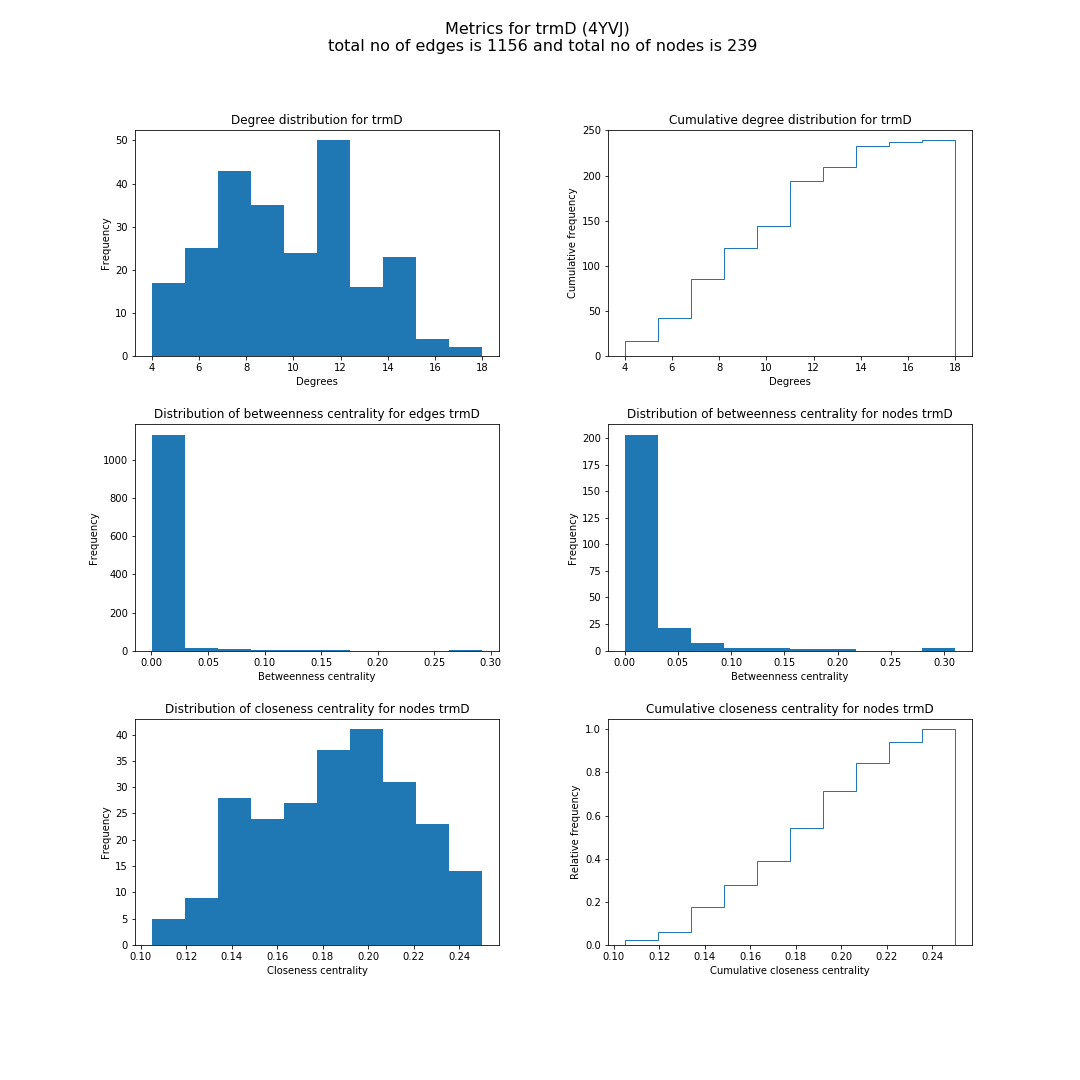 Metrics for trmD (4YVJ)
total no of edges is 1156 and total no of nodes is 239
Degree distribution for trmD
50
40
30
20
10
0
Frequency
4 6 8 10 12 14 16 18
Degrees
Cumulative degree distribution for trmD
250
200
150
100
50
0
Cumulative frequency
4 6 8 10 12 14 16 18
Degrees
Distribution of betweenness centrality for edges trmD
1000
800
600
400
200
0
Frequency
0.00 0.05 0.10 0.15 0.20 0.25 0.30
Betweenness centrality
Distribution of betweenness centrality for nodes trmD
200
175
150
125
100
75
50
25
0
Frequency
0.00 0.05 0.10 0.15 0.20 0.25 0.30
Betweenness centrality
Distribution of closeness centrality for nodes trmD
40
35
30
25
20
15
10
5
0
Frequency
0.10 0.12 0.14 0.16 0.18 0.20 0.22 0.24
Closeness centrality
Cumulative closeness centrality for nodes trmD
1.0
0.8
0.6
0.4
0.2
0.0
Relative frequency
0.10 0.12 0.14 0.16 0.18 0.20 0.22 0.24
Cumulative closeness centrality